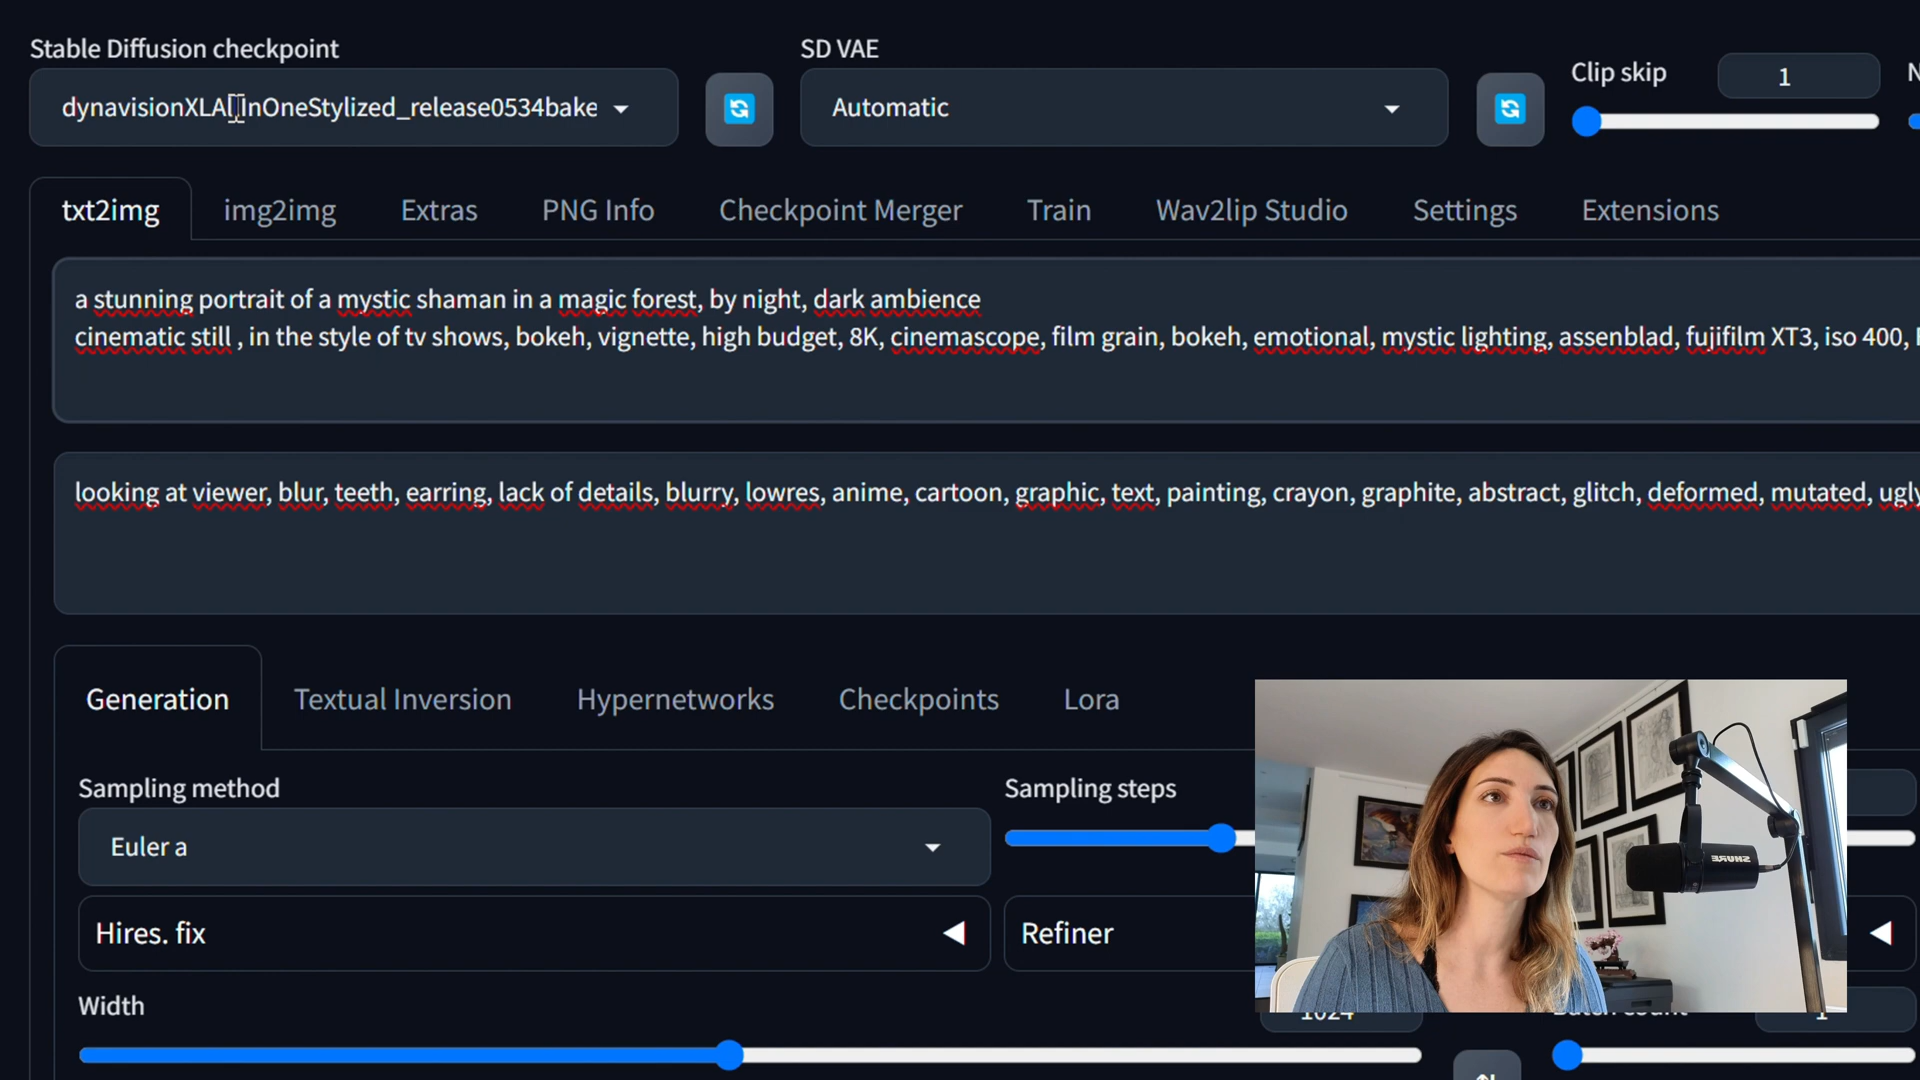 Stable Diffusion checkpoint
SD VAE
Clip skip
1
dynavisionXLAllInOneStylized_release0534bake
Automatic
txt2img
img2img
Extras
PNG Info
Checkpoint Merger
Train
Wav2lip Studio
Settings
Extensions
a stunning portrait of a mystic shaman in a magic forest, by night, dark ambience
cinematic still , in the style of tv shows, bokeh, vignette, high budget, 8K, cinemascope, film grain, bokeh, emotional, mystic lighting, assenblad, fujifilm XT3, iso 400,
looking at viewer, blur, teeth, earring, lack of details, blurry, lowres, anime, cartoon, graphic, text, painting, crayon, graphite, abstract, glitch, deformed, mutated, ugly
Generation
Textual Inversion
Hypernetworks
Checkpoints
Lora
Sampling method
Sampling steps
Euler a
SHURE
Hires. fix
Refiner
Width
1024
Batch count
1